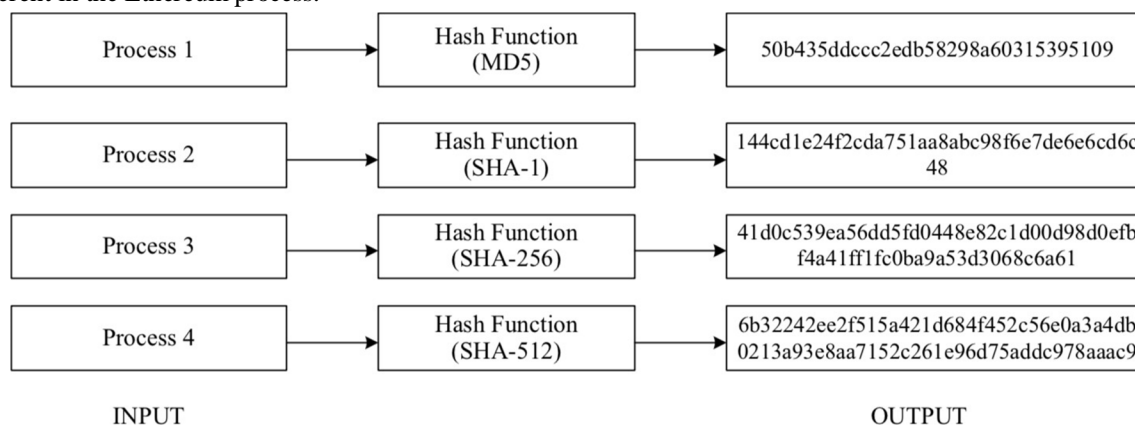 Process 1
Hash Function
(MD5)
50b435ddccc2edb58298a60315395109
Process 2
Hash Function
(SHA-1)
144cd1e24f2cda751aa8abc98f6e7de6e6cd6c
48
Process 3
Hash Function
(SHA-256)
41d0c539ea56dd5fd0448e82c1d00d98d0efb
f4a41ff1fc0ba9a53d3068c6a61
Process 4
Hash Function
(SHA-512)
6b32242ee2f515a421d684f452c56e0a3a4db
0213a93e8aa7152c261e96d75addc978aaac9
INPUT
OUTPUT